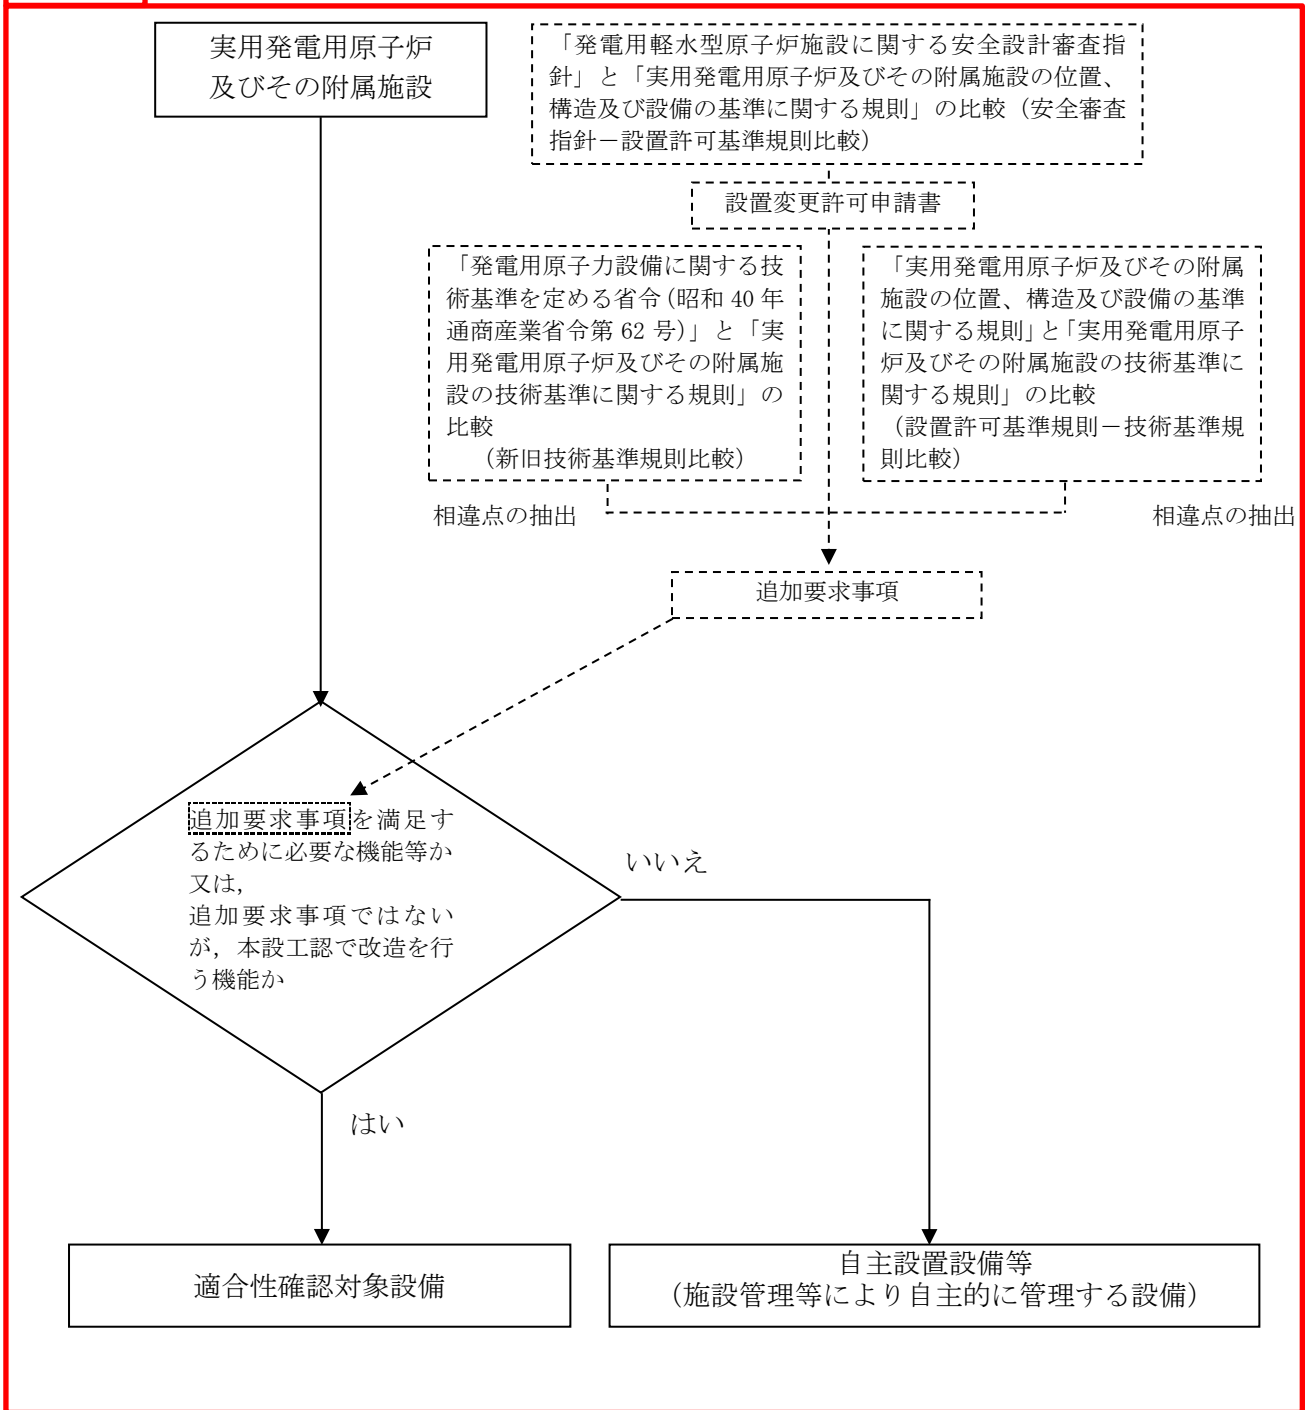 実用発電用原子炉
及びその附属施設
「発電用軽水型原子炉施設に関する安全設計審査指
針」と「実用発電用原子炉及びその附属施設の位置、
構造及び設備の基準に関する規則」の比較（安全審査
指針－設置許可基準規則比較）
設置変更許可申請書
「発電用原子力設備に関する技
術基準を定める省令(昭和 40 年
通商産業省令第 62 号)」と「実
用発電用原子炉及びその附属施
設の技術基準に関する規則」の
比較
（新旧技術基準規則比較）
「実用発電用原子炉及びその附属
施設の位置、構造及び設備の基準
に関する規則」と「実用発電用原子
炉及びその附属施設の技術基準に
関する規則」の比較
（設置許可基準規則－技術基準規
則比較）
相違点の抽出
相違点の抽出
追加要求事項
追加要求事項を満足す
るために必要な機能等か
又は,
追加要求事項ではない
が，本設工認で改造を行
う機能か
いいえ
はい
適合性確認対象設備
自主設置設備等
（施設管理等により自主的に管理する設備）